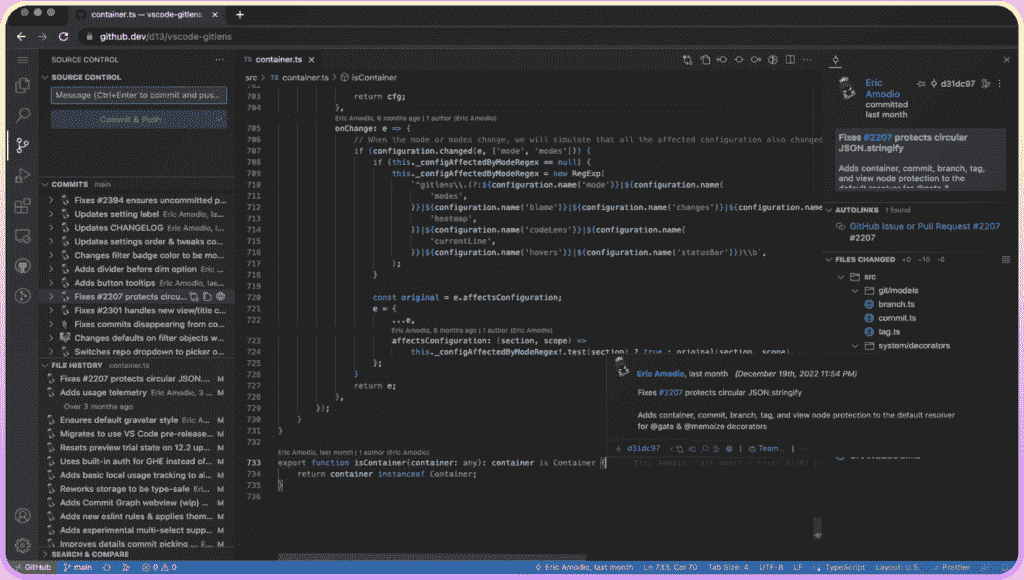 container.ts — vscode-gitlens
github.dev/d13/vscode-gitlens
SOURCE CONTROL
SOURCE CONTROL
Message (Ctrl+Enter to commit and pus...
Commit & Push
COMMITS main
Fixes #2394 ensures uncommitted p...
Updates setting label Eric Amodio, la...
Updates CHANGELOG Eric Amodio, las...
Updates settings order & tweaks co...
Changes filter badge color to be mo...
Adds divider before dim option Eric ...
Adds button tooltips Eric Amodio, las...
Fixes #2207 protects circu...
Fixes #2301 handles new view/title c...
Fixes commits disappearing from co...
Changes defaults on filter objects w...
Switches repo dropdown to picker o...
FILE HISTORY container.ts
Fixes #2207 protects circular JSON.... M
Adds usage telemetry Eric Amodio, 3 ... M
Over 3 months ago
Ensures default gravater style Eric A... M
Migrates to use VS Code pre-release... M
Resets preview trial state on 12.2 up... M
Uses built-in auth for GHE instead of... M
Adds basic local usage tracking to ai... M
Reworks storage to be type-safe Eri... M
Adds Commit Graph webview (wip) ... M
Adds new eslint rules & applies them... M
Adds experimental multi-select supp... M
Improves details commit picking ... E... M
SEARCH & COMPARE
TS container.ts
src > TS container.ts > isContainer
703 return cfg;
704 },
Eric Amodio, 6 months ago | 1 author (Eric Amodio)
705 onChange: e => {
706 // When the mode or modes change, we will simulate that all the affected configuration also changed
707 if (configuration.changed(e, ['mode', 'modes'])) {
708 if (this._configAffectedByModeRegex == null) {
709 this._configAffectedByModeRegex = new RegExp(
710 `^gitlens\\.(?:${configuration.name('mode')}|${configuration.name(
711 'modes',
712 )}|${configuration.name('blame')}|${configuration.name('changes')}|${configuration.name
713 'heatmap',
714 )}|${configuration.name('codeLens')}|${configuration.name(
715 'currentLine',
716 )}|${configuration.name('hovers')}|${configuration.name('statusBar')})\\b`,
717 );
718 }
719
720 const original = e.affectsConfiguration;
721 e = {
722 ...e,
Eric Amodio, 8 months ago | 1 author (Eric Amodio)
723 affectsConfiguration: (section, scope) =>
724 this._configAffectedByModeRegex!.test(section) ? true : original(section, scope),
725 };
726 }
727 return e;
728 },
729 });
730 }
731 }
732
Eric Amodio, last month | 1 author (Eric Amodio)
733 export function isContainer(container: any): container is Container {
734 return container instanceof Container;
735 }
736
Eric Amodio, last month (December 19th, 2022 11:54 PM)
Fixes #2207 protects circular JSON.stringify
Adds container, commit, branch, tag, and view node protection to the default resolver
for @gate & @memoize decorators
d31dc97 | Team... |
Eric Amodio, last month
Eric
Amodio
committed
last month
d31dc97
Fixes #2207 protects circular
JSON.stringify
Adds container, commit, branch, tag,
and view node protection to the
default resolver for @gate &
AUTOLINKS 1 found
GitHub Issue or Pull Request #2207
#2207
FILES CHANGED +0 ~10 -0
src
git/models
branch.ts
commit.ts
tag.ts
system/decorators
GitHub main 0 0 Eric Amodio, last month Ln 733, Col 70 Tab Size: 4 UTF-8 LF TypeScript Layout: U.S. Prettier